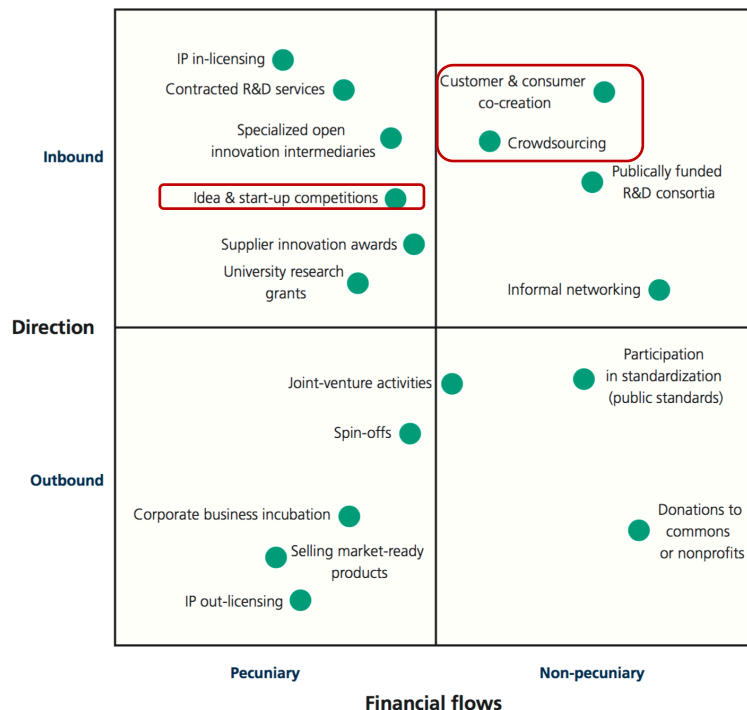 IP in-licensing
Contracted R&D services
Specialized open
innovation intermediaries
Idea & start-up competitions
Supplier innovation awards
University research
grants
Customer & consumer
co-creation
Crowdsourcing
Publically funded
R&D consortia
Informal networking
Inbound
Direction
Outbound
Joint-venture activities
Spin-offs
Corporate business incubation
Selling market-ready
products
IP out-licensing
Participation
in standardization
(public standards)
Donations to
commons
or nonprofits
Pecuniary
Non-pecuniary
Financial flows